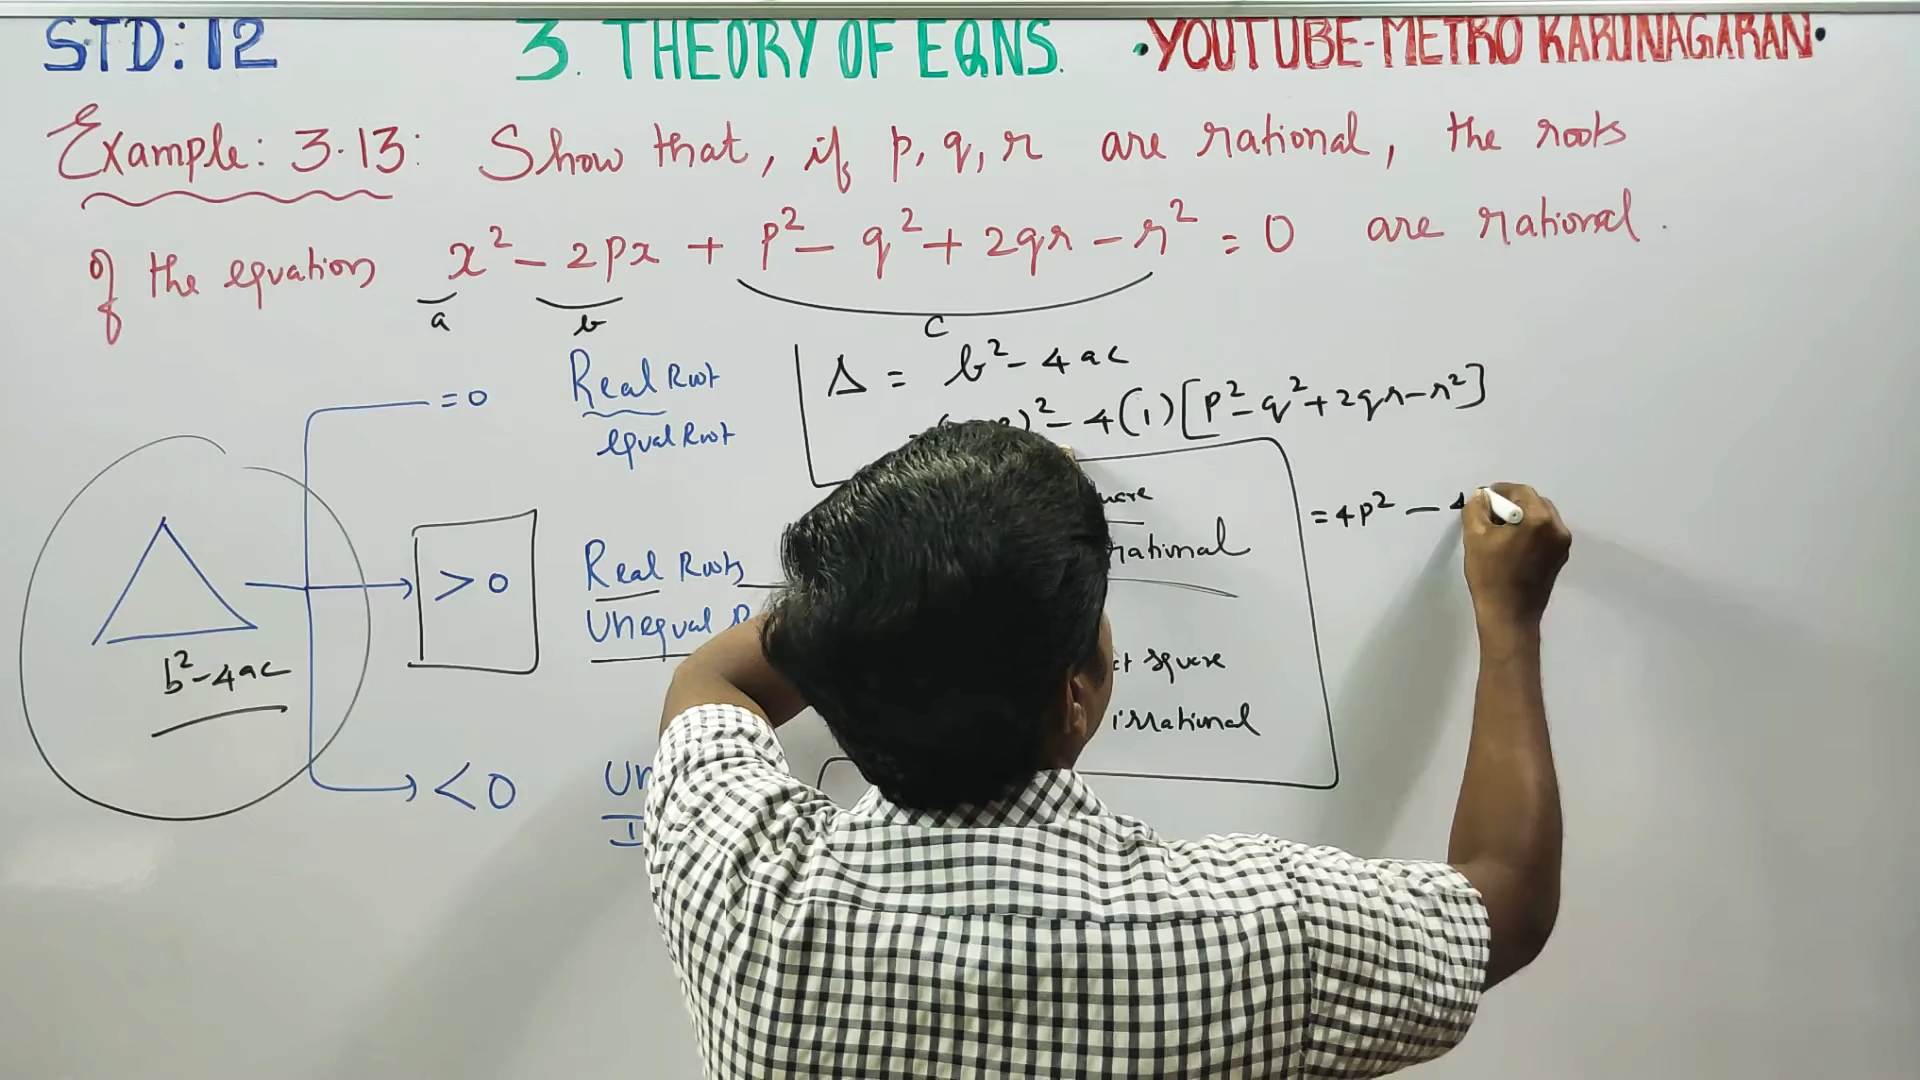 STD: 12
3. THEORY OF EQNS.
• YOUTUBE-METRO KARUNAGARAN •
Example: 3.13: Show that, if p, q, r are rational, the roots
of the equation x² - 2px + p² - q² + 2qr - r² = 0 are rational.
a
b
c
= 0
Real Root
equal Root
Δ = b² - 4ac
)² - 4(1)[p² - q² + 2qr - r²]
= 4p² - 4
rational
> 0
Real Roots
Unequal
b² - 4ac
square
irrational
< 0